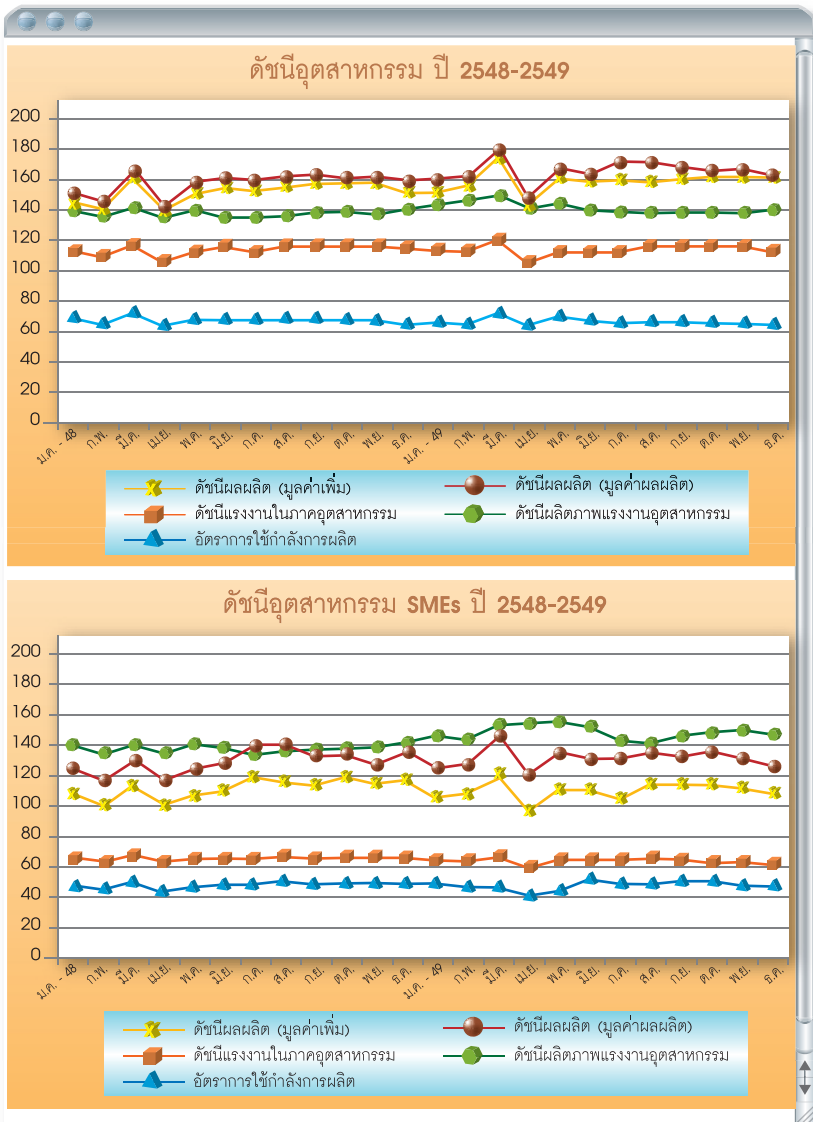 ดัชนีอุตสาหกรรม ปี 2548-2549
200
180
160
140
120
100
80
60
40
20
0
ม.ค. - 48 ก.พ. มี.ค. เม.ย. พ.ค. มิ.ย. ก.ค. ส.ค. ก.ย. ต.ค. พ.ย. ธ.ค. ม.ค. - 49 ก.พ. มี.ค. เม.ย. พ.ค. มิ.ย. ก.ค. ส.ค. ก.ย. ต.ค. พ.ย. ธ.ค.
ดัชนีผลผลิต (มูลค่าเพิ่ม) ดัชนีผลผลิต (มูลค่าผลผลิต)
ดัชนีแรงงานในภาคอุตสาหกรรม ดัชนีผลิตภาพแรงงานอุตสาหกรรม
อัตราการใช้กำลังการผลิต
ดัชนีอุตสาหกรรม SMEs ปี 2548-2549
200
180
160
140
120
100
80
60
40
20
0
ม.ค. - 48 ก.พ. มี.ค. เม.ย. พ.ค. มิ.ย. ก.ค. ส.ค. ก.ย. ต.ค. พ.ย. ธ.ค. ม.ค. - 49 ก.พ. มี.ค. เม.ย. พ.ค. มิ.ย. ก.ค. ส.ค. ก.ย. ต.ค. พ.ย. ธ.ค.
ดัชนีผลผลิต (มูลค่าเพิ่ม) ดัชนีผลผลิต (มูลค่าผลผลิต)
ดัชนีแรงงานในภาคอุตสาหกรรม ดัชนีผลิตภาพแรงงานอุตสาหกรรม
อัตราการใช้กำลังการผลิต